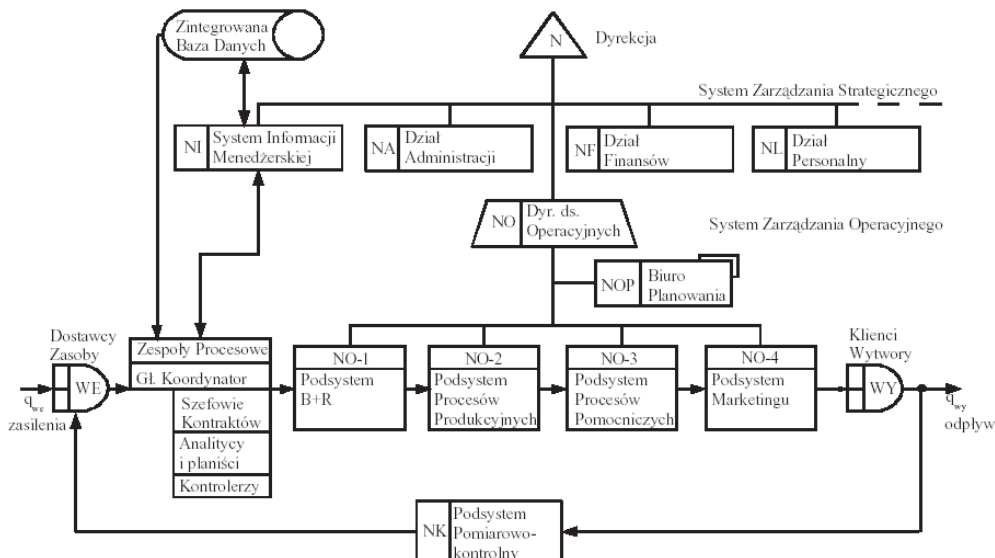 Zintegrowana
Baza Danych
N
Dyrekcja
System Zarządzania Strategicznego
NI
System Informacji
Menedżerskiej
NA
Dział
Administracji
NF
Dział
Finansów
NL
Dział
Personalny
NO
Dyr. ds.
Operacyjnych
System Zarządzania Operacyjnego
NOP
Biuro
Planowania
Dostawcy
Zasoby
WE
q we
zasilenia
Zespoły Procesowe
Gł. Koordynator
Szefowie
Kontraktów
Analitycy
i planiści
Kontrolerzy
NO-1
Podsystem
B+R
NO-2
Podsystem
Procesów
Produkcyjnych
NO-3
Podsystem
Procesów
Pomocniczych
NO-4
Podsystem
Marketingu
Klienci
Wytwory
WY
q wy
odpływ
NK
Podsystem
Pomiarowo-
kontrolny